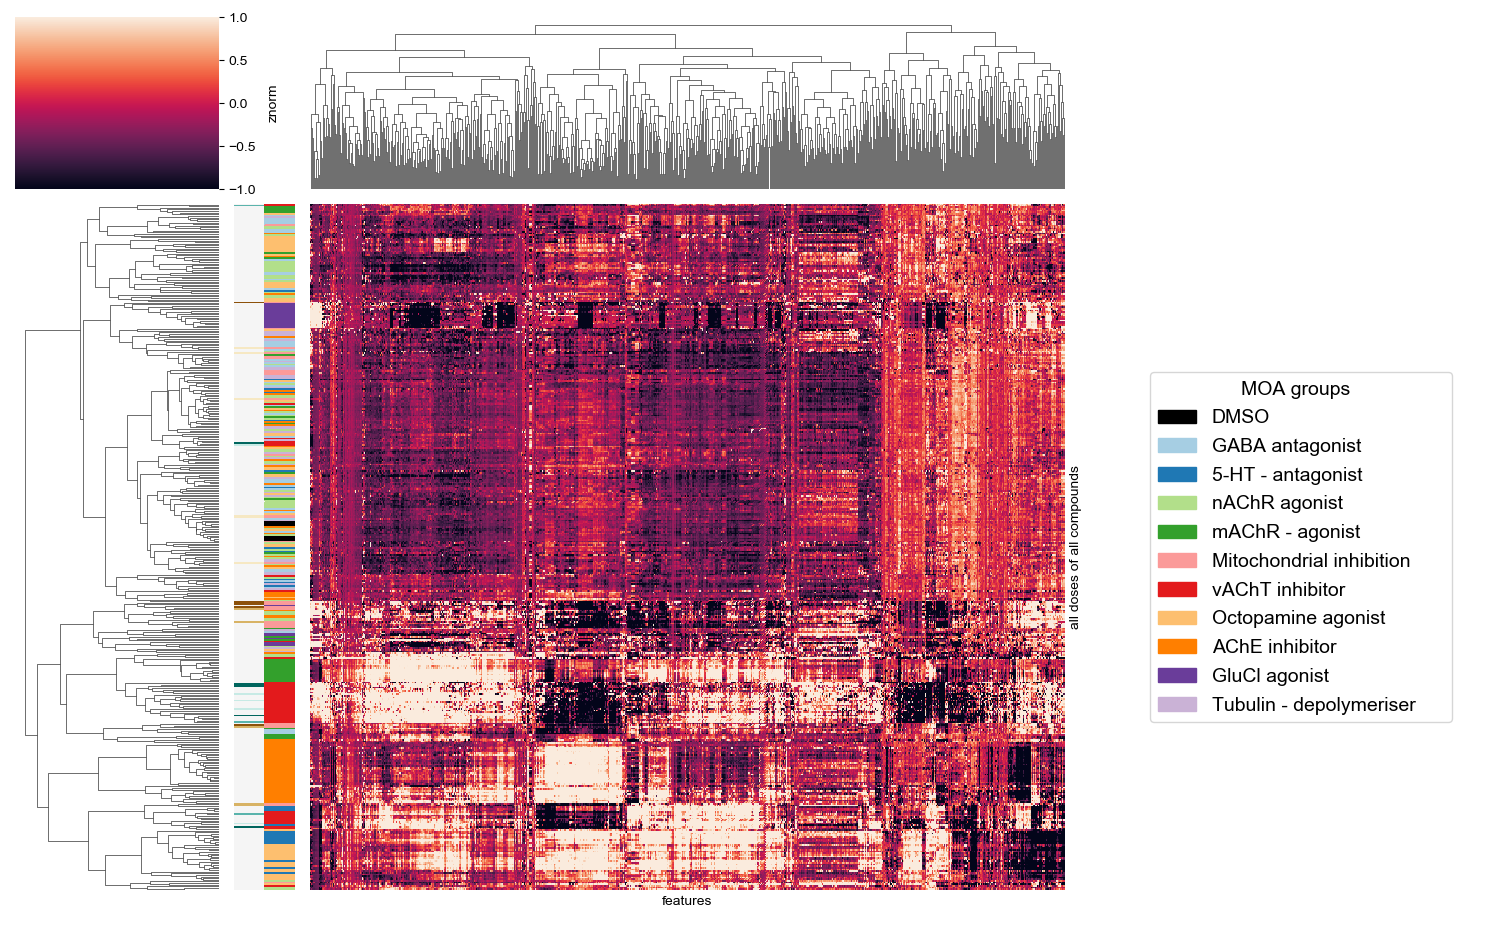 1.0
0.5
0.0
−0.5
−1.0
znorm
all doses of all compounds
features
MOA groups
DMSO
GABA antagonist
5-HT - antagonist
nAChR agonist
mAChR - agonist
Mitochondrial inhibition
vAChT inhibitor
Octopamine agonist
AChE inhibitor
GluCl agonist
Tubulin - depolymeriser